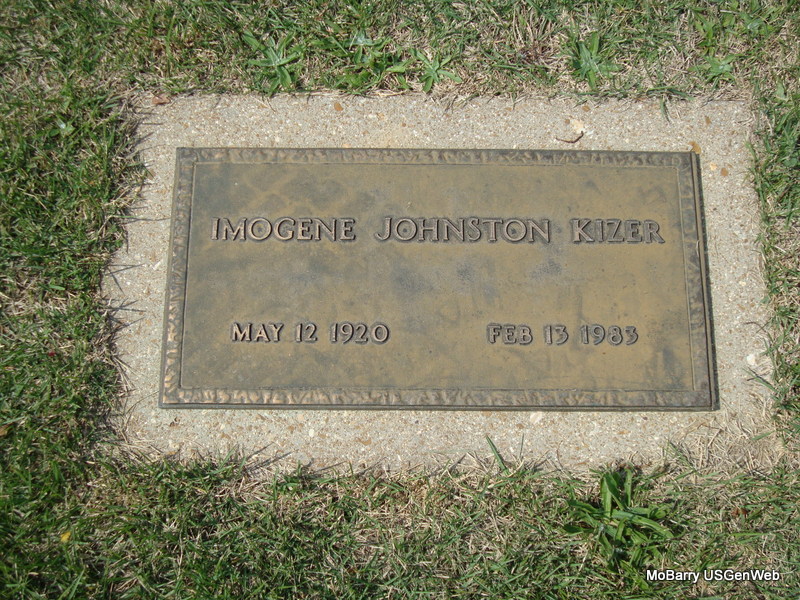 IMOGENE JOHNSTON KIZER
MAY 12 1920 FEB 13 1983
MoBarry USGenWeb